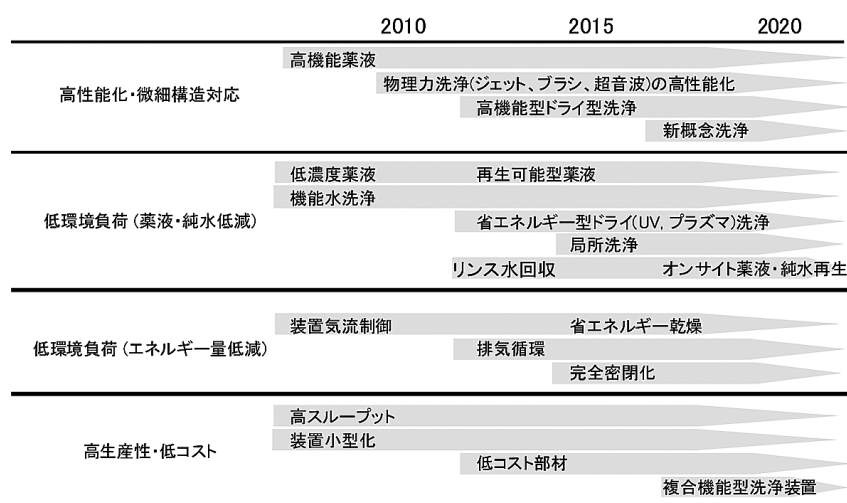 2010 2015 2020
高機能薬液
物理力洗浄(ジェット、ブラシ、超音波)の高性能化
高性能化・微細構造対応
高機能型ドライ型洗浄
新概念洗浄
低濃度薬液 再生可能型薬液
機能水洗浄
低環境負荷(薬液・純水低減)
省エネルギー型ドライ(UV, プラズマ)洗浄
局所洗浄
リンス水回収 オンサイト薬液・純水再生
装置気流制御 省エネルギー乾燥
低環境負荷(エネルギー量低減)
排気循環
完全密閉化
高スループット
装置小型化
高生産性・低コスト
低コスト部材
複合機能型洗浄装置